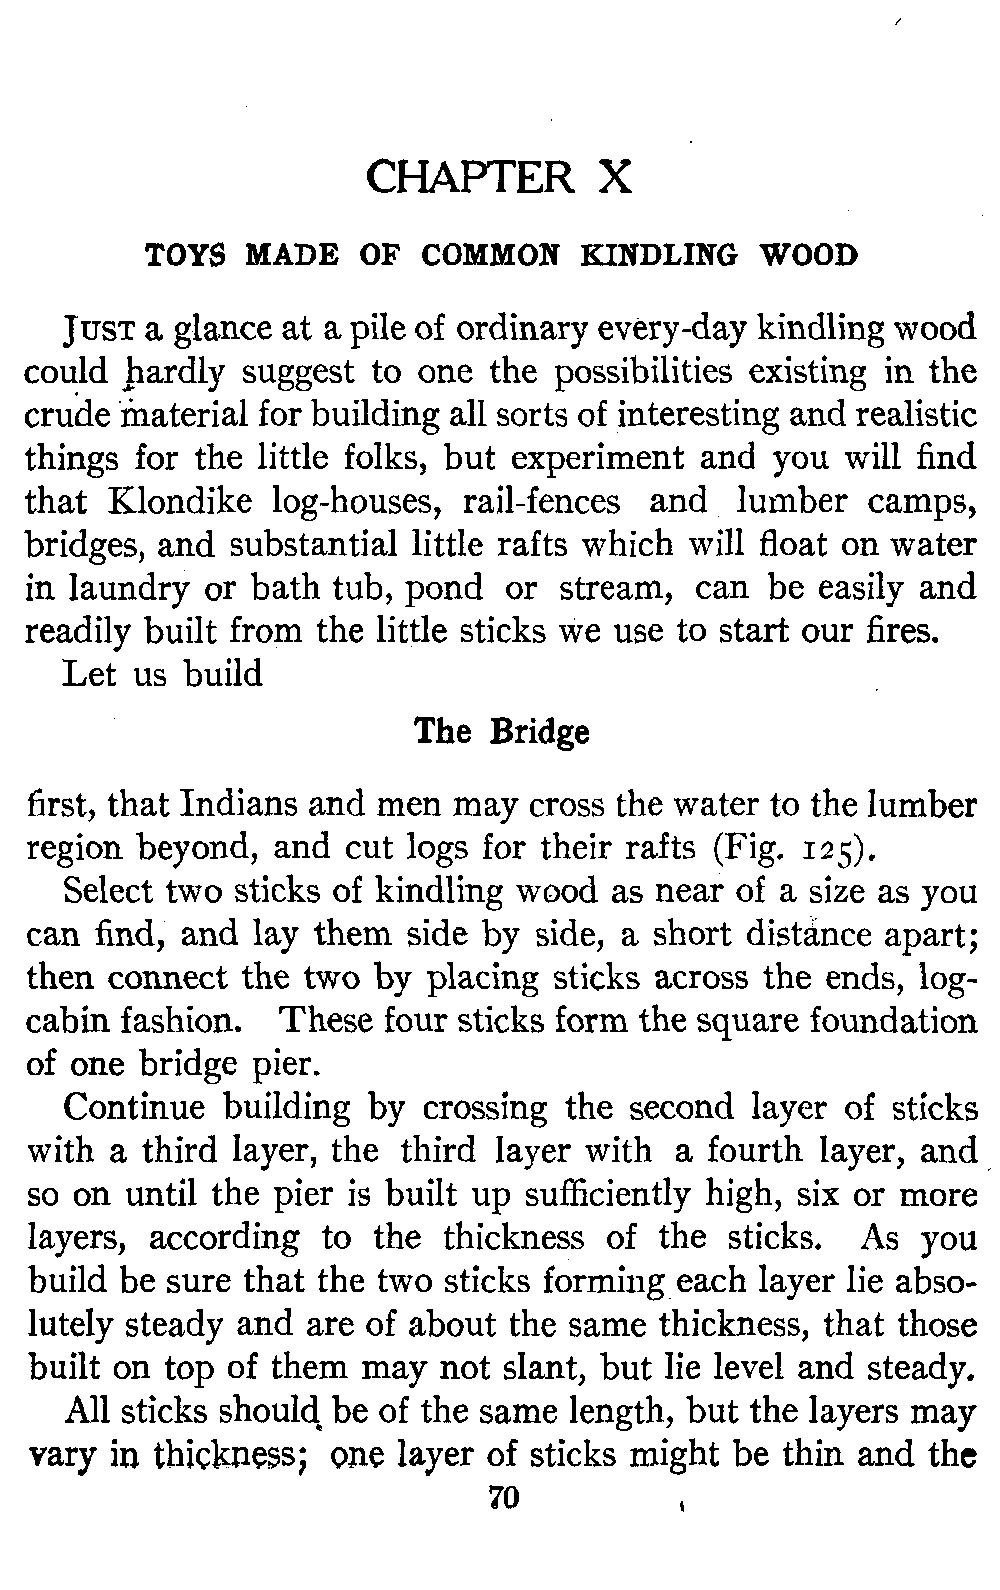 CHAPTER X
TOYS MADE OF COMMON KINDLING WOOD
JUST a glance at a pile of ordinary every-day kindling wood
could hardly suggest to one the possibilities existing in the
crude material for building all sorts of interesting and realistic
things for the little folks, but experiment and you will find
that Klondike log-houses, rail-fences and lumber camps,
bridges, and substantial little rafts which will float on water
in laundry or bath tub, pond or stream, can be easily and
readily built from the little sticks we use to start our fires.
Let us build
The Bridge
first, that Indians and men may cross the water to the lumber
region beyond, and cut logs for their rafts (Fig. 125).
Select two sticks of kindling wood as near of a size as you
can find, and lay them side by side, a short distance apart;
then connect the two by placing sticks across the ends, log-
cabin fashion. These four sticks form the square foundation
of one bridge pier.
Continue building by crossing the second layer of sticks
with a third layer, the third layer with a fourth layer, and
so on until the pier is built up sufficiently high, six or more
layers, according to the thickness of the sticks. As you
build be sure that the two sticks forming each layer lie abso-
lutely steady and are of about the same thickness, that those
built on top of them may not slant, but lie level and steady.
All sticks should be of the same length, but the layers may
vary in thickness; one layer of sticks might be thin and the
70